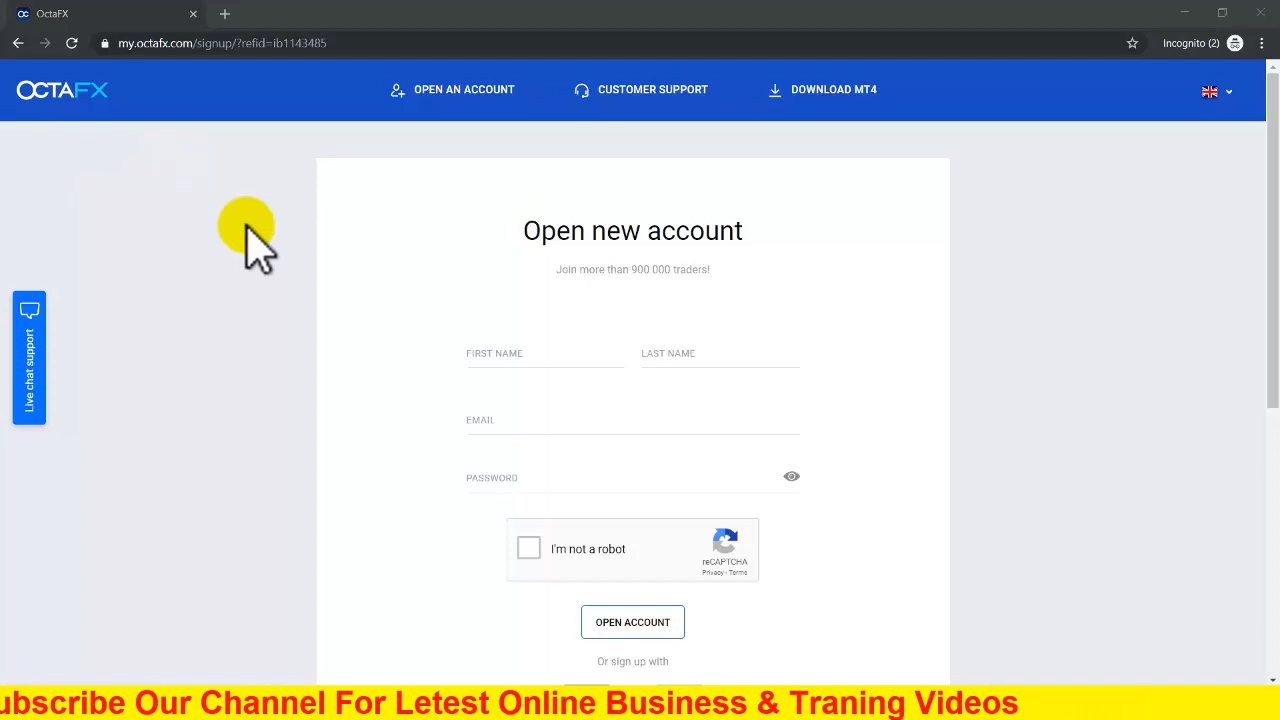 OctaFX
my.octafx.com/signup/?refid=ib1143485
Incognito (2)
OCTAFX
OPEN AN ACCOUNT
CUSTOMER SUPPORT
DOWNLOAD MT4
Open new account
Join more than 900 000 traders!
Live chat support
FIRST NAME
LAST NAME
EMAIL
PASSWORD
I'm not a robot
reCAPTCHA
Privacy - Terms
OPEN ACCOUNT
Or sign up with
ubscribe Our Channel For Letest Online Business & Traning Videos